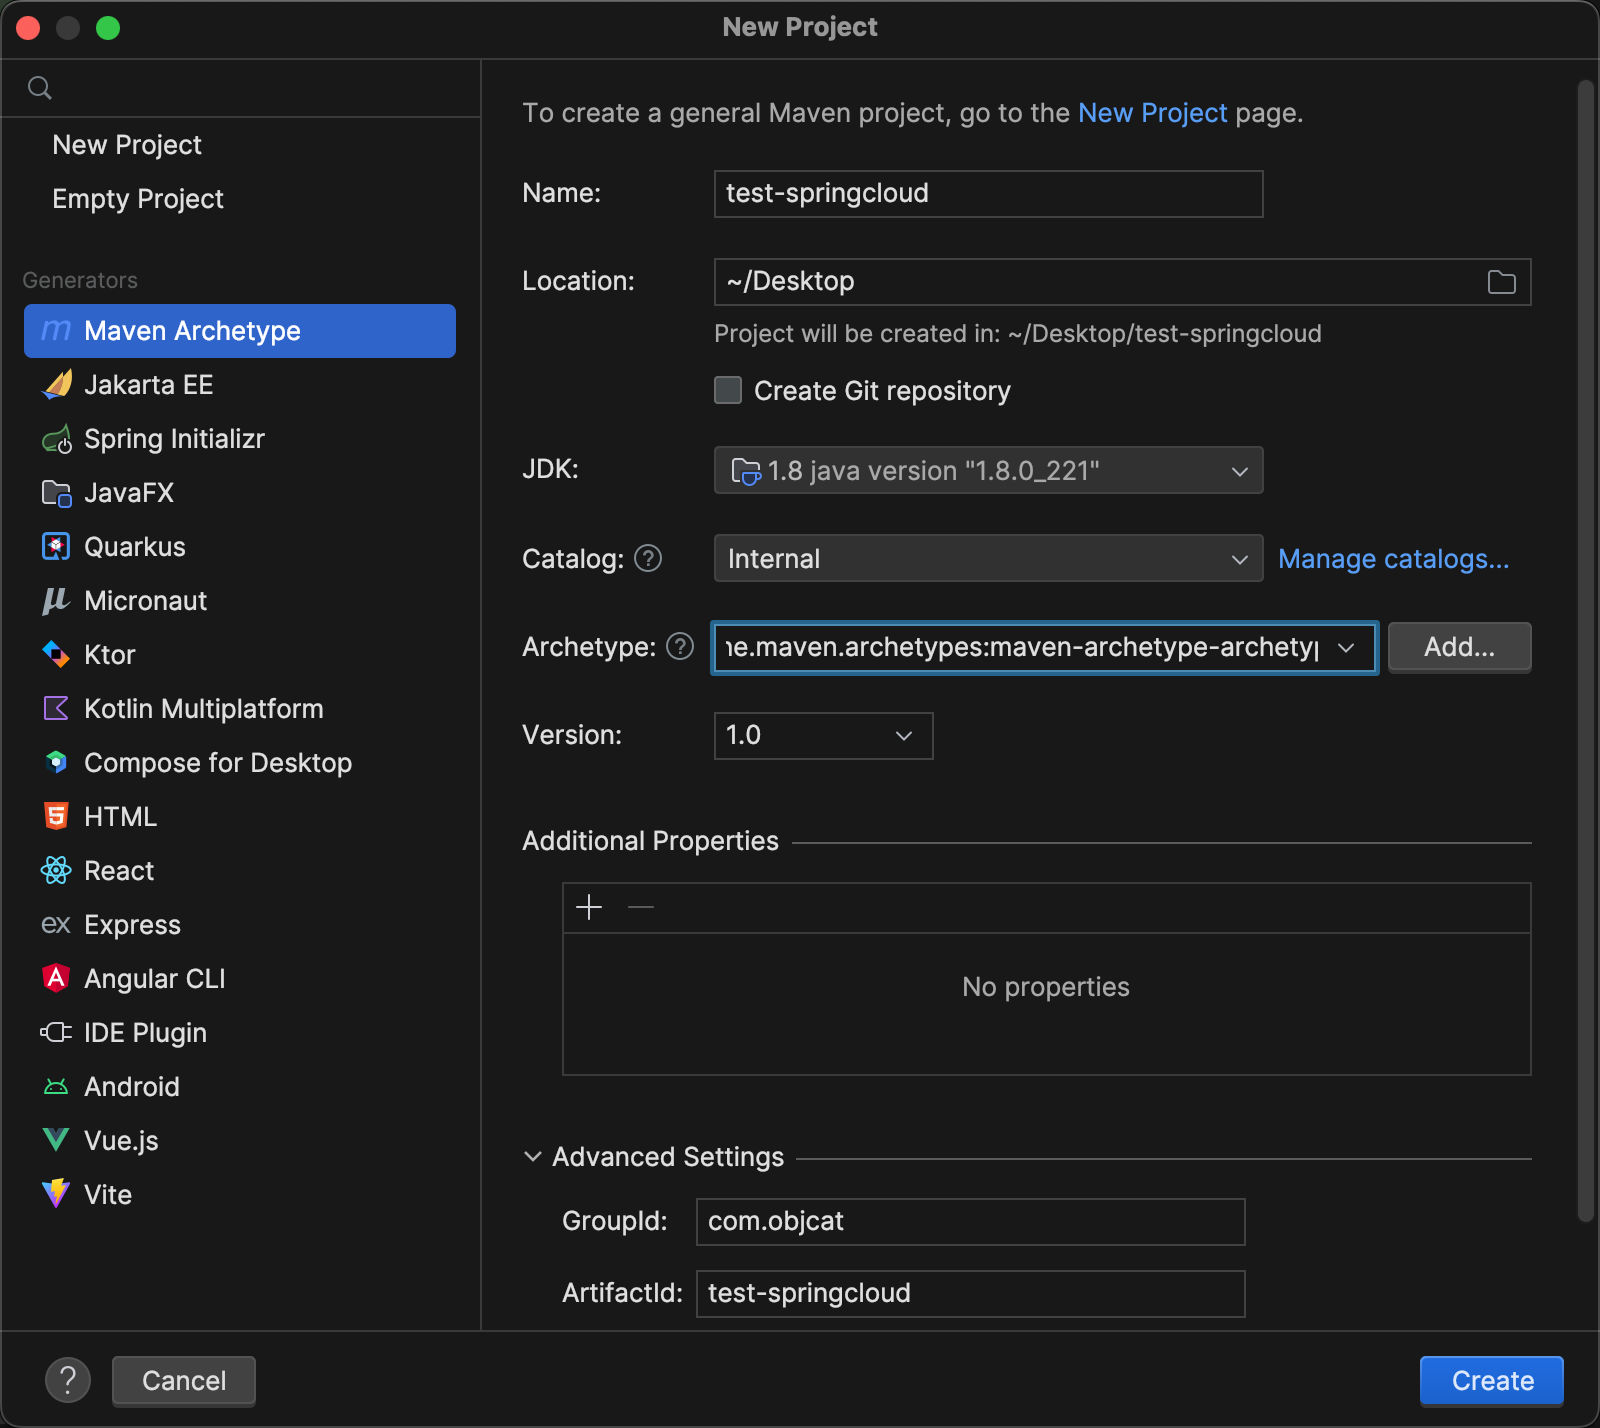 New Project
To create a general Maven project, go to the New Project page.
New Project
Empty Project
Generators
m Maven Archetype
Jakarta EE
Spring Initializr
JavaFX
Quarkus
μ Micronaut
Ktor
Kotlin Multiplatform
Compose for Desktop
5 HTML
React
ex Express
A Angular CLI
IDE Plugin
Android
Vue.js
Vite
Name: test-springcloud
Location: ~/Desktop
Project will be created in: ~/Desktop/test-springcloud
Create Git repository
JDK: 1.8 java version "1.8.0_221"
Catalog: ? Internal Manage catalogs...
Archetype: ? ne.maven.archetypes:maven-archetype-archetyp Add...
Version: 1.0
Additional Properties
No properties
Advanced Settings
GroupId: com.objcat
ArtifactId: test-springcloud
? Cancel Create